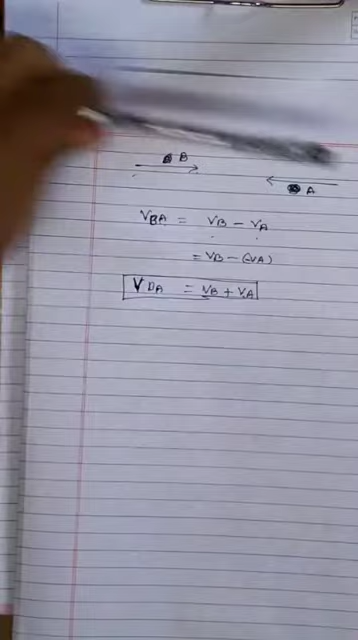 B
A
VBA = VB - VA
= VB - (-VA)
VBA = VB + VA